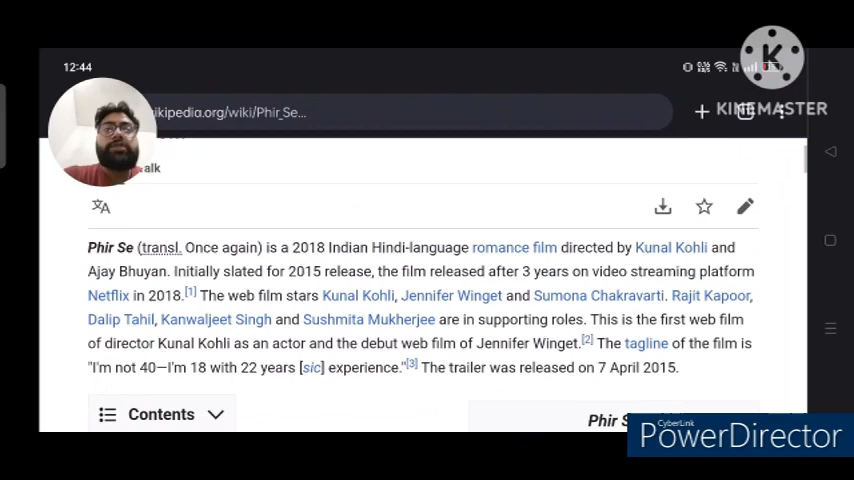 12:44
KINEMASTER
ikipedia.org/wiki/Phir_Se...
alk
Phir Se (transl. Once again) is a 2018 Indian Hindi-language romance film directed by Kunal Kohli and
Ajay Bhuyan. Initially slated for 2015 release, the film released after 3 years on video streaming platform
Netflix in 2018.[1] The web film stars Kunal Kohli, Jennifer Winget and Sumona Chakravarti. Rajit Kapoor,
Dalip Tahil, Kanwaljeet Singh and Sushmita Mukherjee are in supporting roles. This is the first web film
of director Kunal Kohli as an actor and the debut web film of Jennifer Winget.[2] The tagline of the film is
"I'm not 40—I'm 18 with 22 years [sic] experience."[3] The trailer was released on 7 April 2015.
Contents
Phir S
CyberLink
PowerDirector